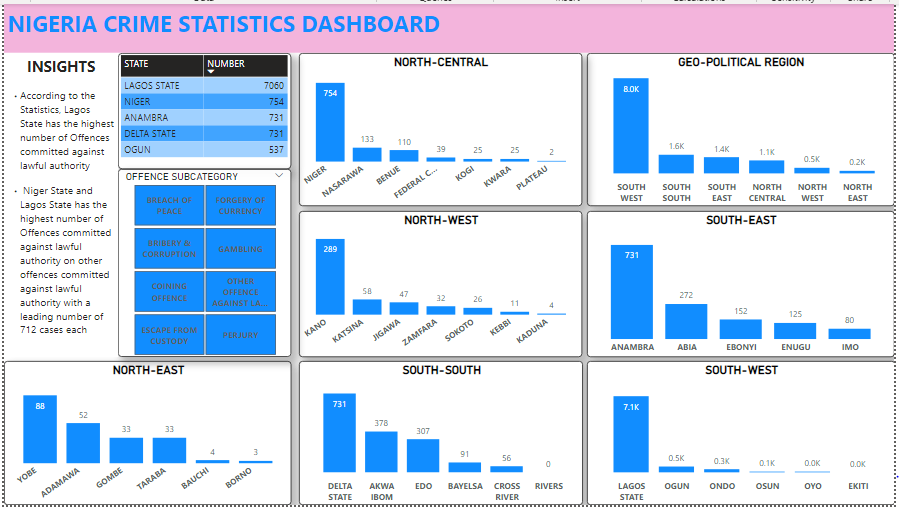 NIGERIA CRIME STATISTICS DASHBOARD
INSIGHTS
• According to the
Statistics, Lagos
State has the highest
number of Offences
committed against
lawful authority
• Niger State and
Lagos State has the
highest number of
Offences committed
against lawful
authority on other
offences committed
against lawful
authority with a
leading number of
712 cases each
STATE NUMBER
LAGOS STATE 7060
NIGER 754
ANAMBRA 731
DELTA STATE 731
OGUN 537
OFFENCE SUBCATEGORY
BREACH OF
PEACE
FORGERY OF
CURRENCY
BRIBERY &
CORRUPTION
GAMBLING
COINING
OFFENCE
OTHER
OFFENCE
AGAINST LA...
ESCAPE FROM
CUSTODY
PERJURY
NORTH-CENTRAL
754 133 110 39 25 25 2
NIGER NASARAWA BENUE FEDERAL C... KOGI KWARA PLATEAU
GEO-POLITICAL REGION
8.0K 1.6K 1.4K 1.1K 0.5K 0.2K
SOUTH SOUTH SOUTH NORTH NORTH NORTH
WEST SOUTH EAST CENTRAL WEST EAST
NORTH-WEST
289 58 47 32 26 11 4
KANO KATSINA JIGAWA ZAMFARA SOKOTO KEBBI KADUNA
SOUTH-EAST
731 272 152 125 80
ANAMBRA ABIA EBONYI ENUGU IMO
NORTH-EAST
88 52 33 33 4 3
YOBE ADAMAWA GOMBE TARABA BAUCHI BORNO
SOUTH-SOUTH
731 378 307 91 56 0
DELTA AKWA EDO BAYELSA CROSS RIVERS
STATE IBOM RIVER
SOUTH-WEST
7.1K 0.5K 0.3K 0.1K 0.0K 0.0K
LAGOS OGUN ONDO OSUN OYO EKITI
STATE